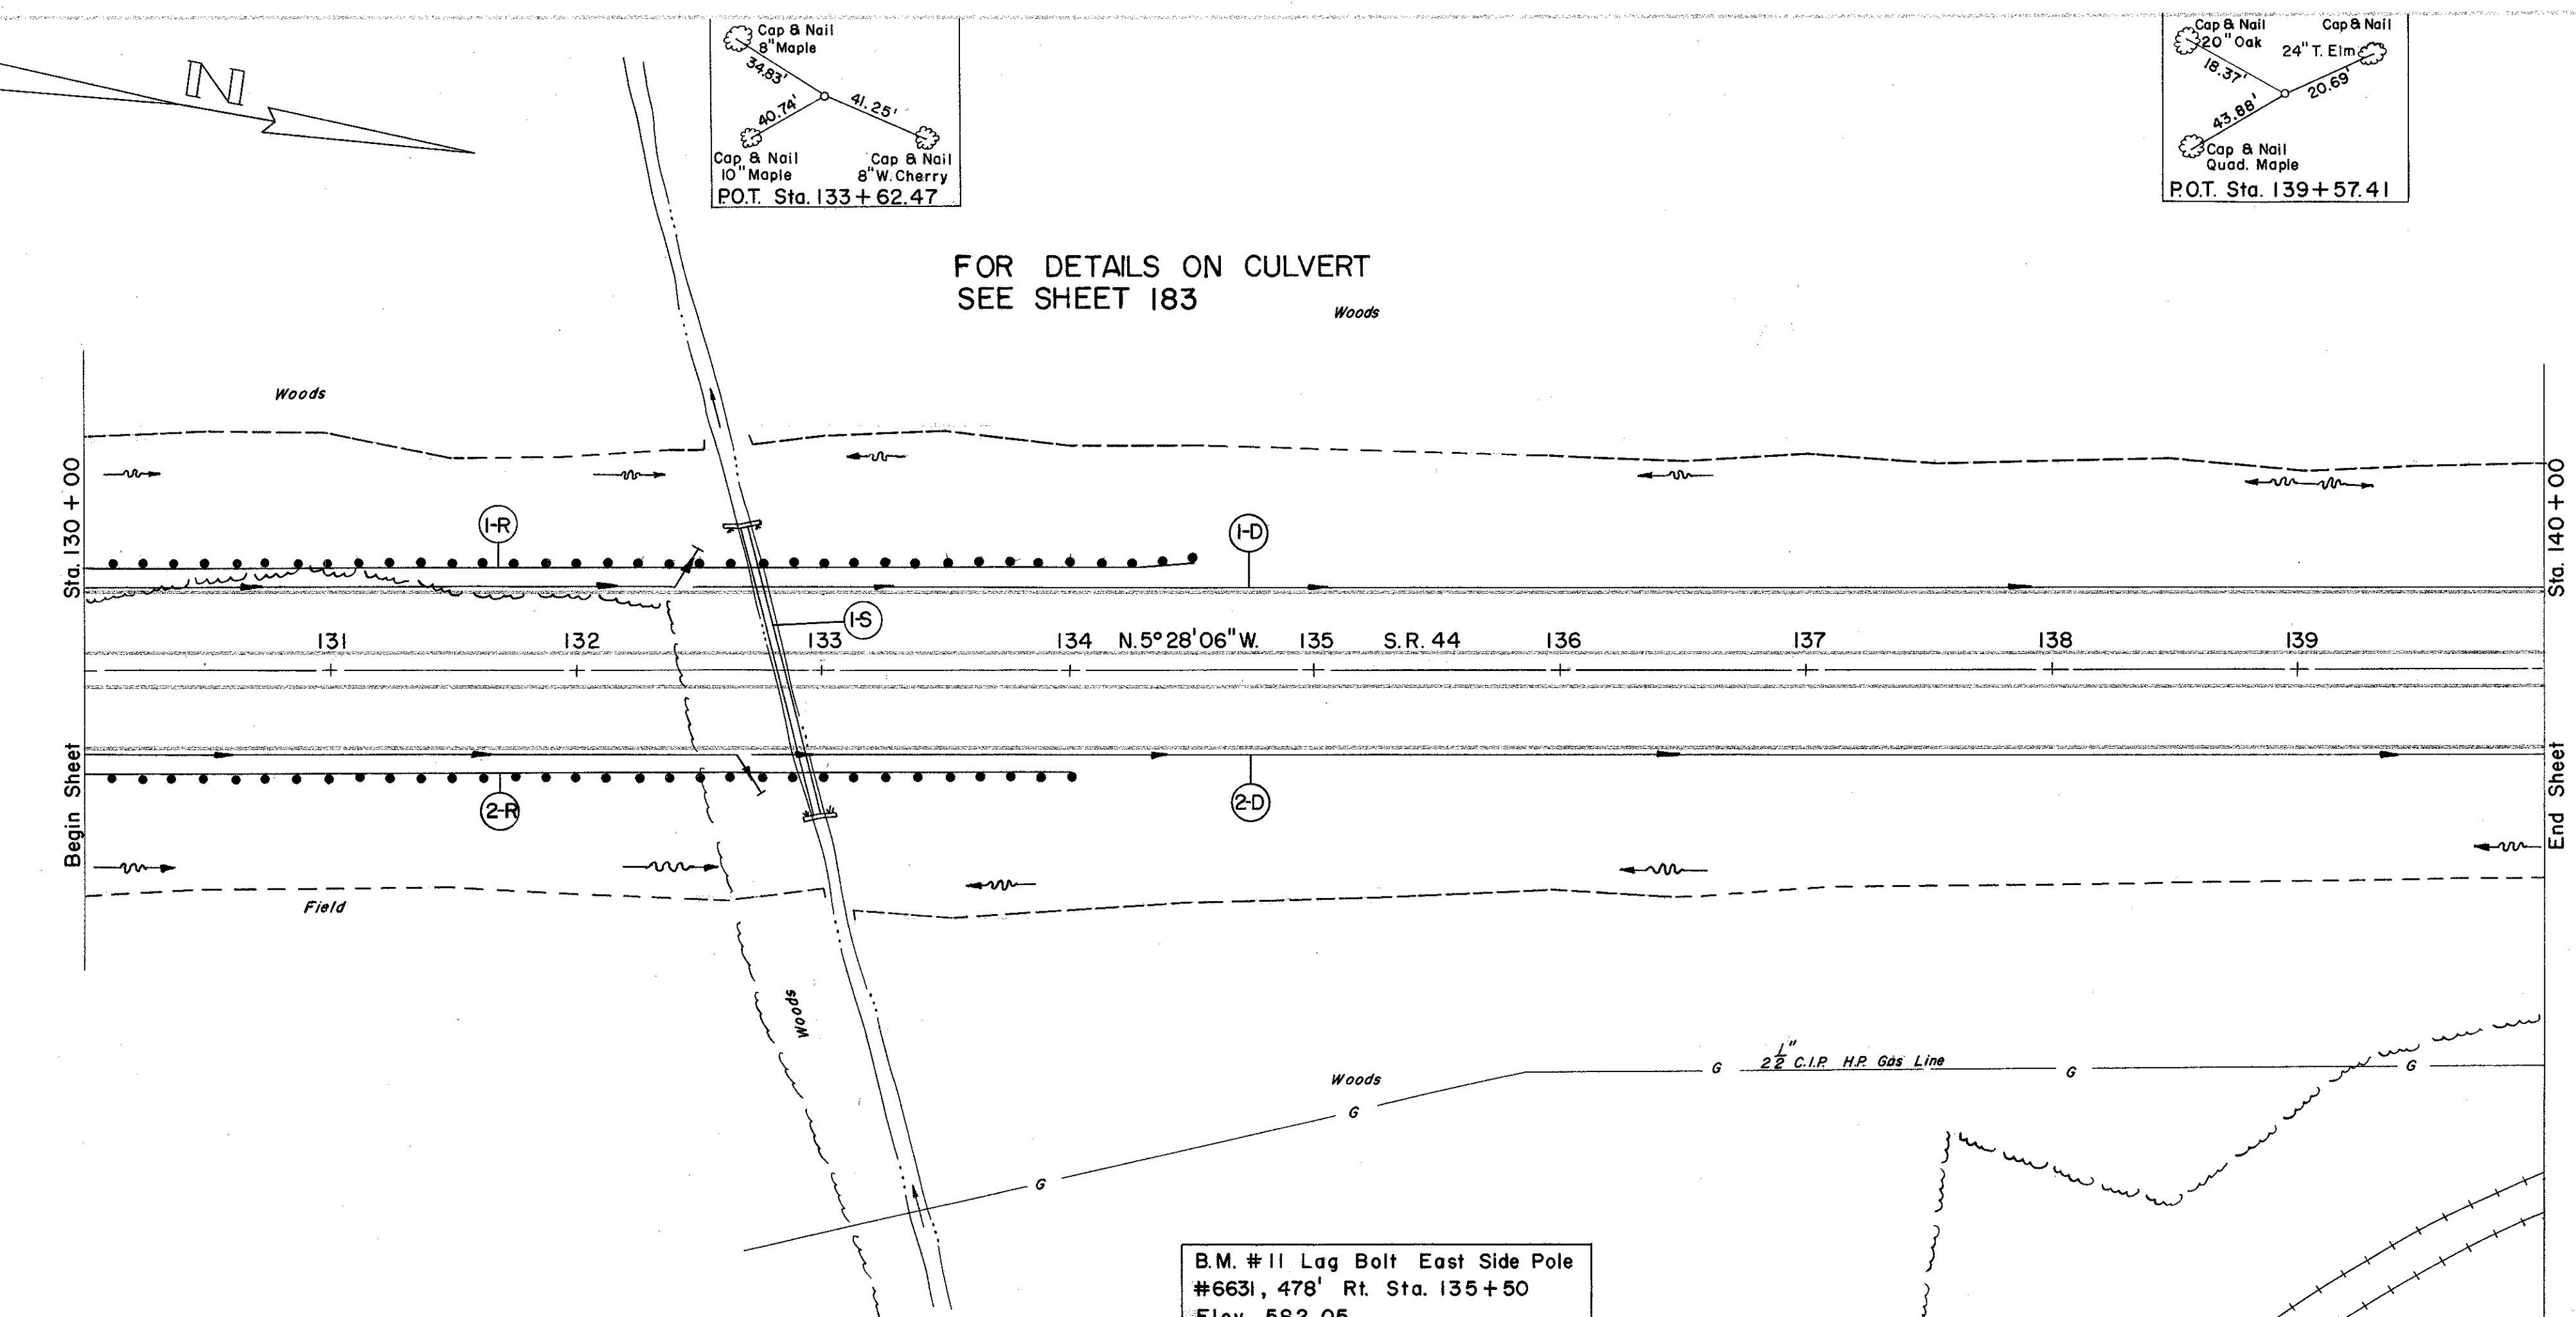 N
Cap & Nail
8" Maple
34.83'
40.74'
41.25'
Cap & Nail
10" Maple
Cap & Nail
8" W. Cherry
P.O.T. Sta. 133+62.47
Cap & Nail
20" Oak
Cap & Nail
24" T. Elm
18.37'
20.69'
43.88'
Cap & Nail
Quad. Maple
P.O.T. Sta. 139+57.41
FOR DETAILS ON CULVERT
SEE SHEET 183
Woods
Woods
Sta. 130 + 00
Sta. 140 + 00
1-R
1-D
1-S
131 132 133 134 N. 5° 28' 06" W. 135 S.R. 44 136 137 138 139
Begin Sheet
End Sheet
2-R
2-D
Field
Woods
Woods
G
2 1/2" C.I.P. H.P. Gas Line
G
G
G
G
B.M. #11 Lag Bolt East Side Pole
#6631, 478' Rt. Sta. 135+50
Elev. 582.05